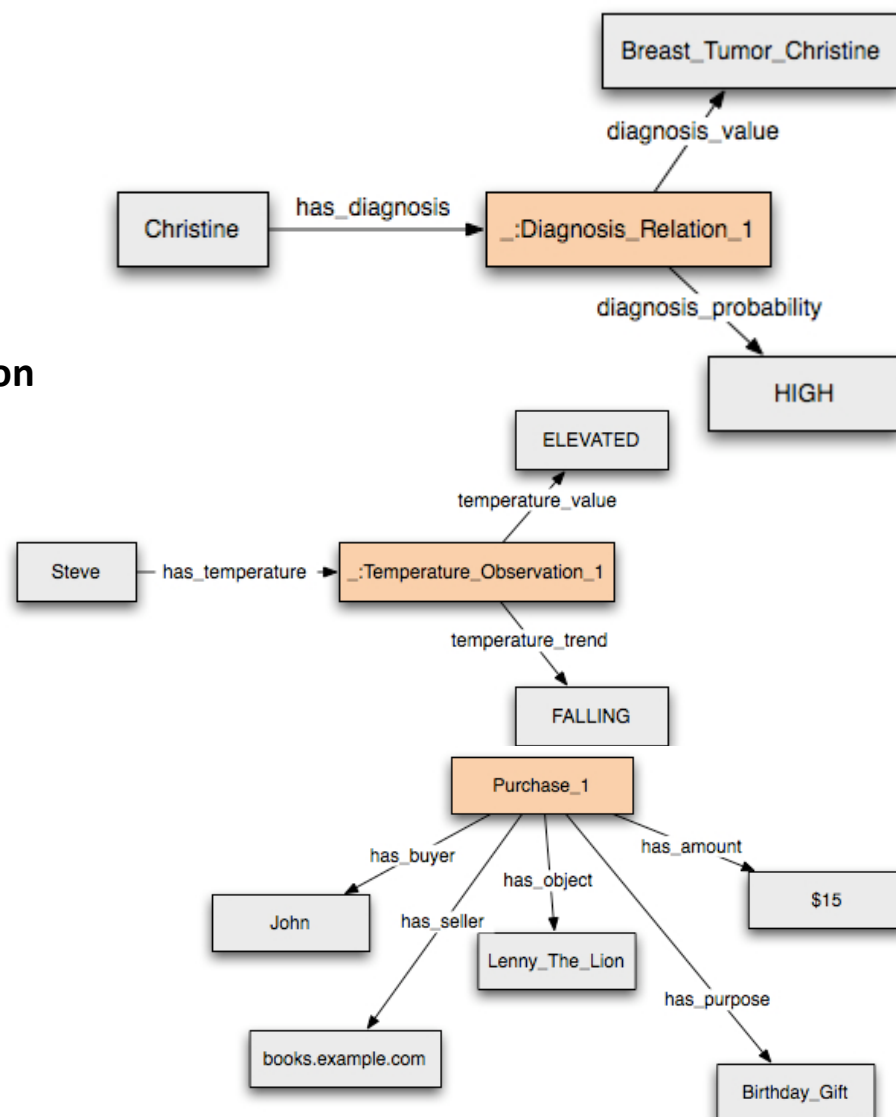 Breast_Tumor_Christine
diagnosis_value
Christine
has_diagnosis
_:Diagnosis_Relation_1
diagnosis_probability
on
HIGH
ELEVATED
temperature_value
Steve
has_temperature
_:Temperature_Observation_1
temperature_trend
FALLING
Purchase_1
has_buyer
has_amount
has_object
John
has_seller
$15
Lenny_The_Lion
has_purpose
books.example.com
Birthday_Gift